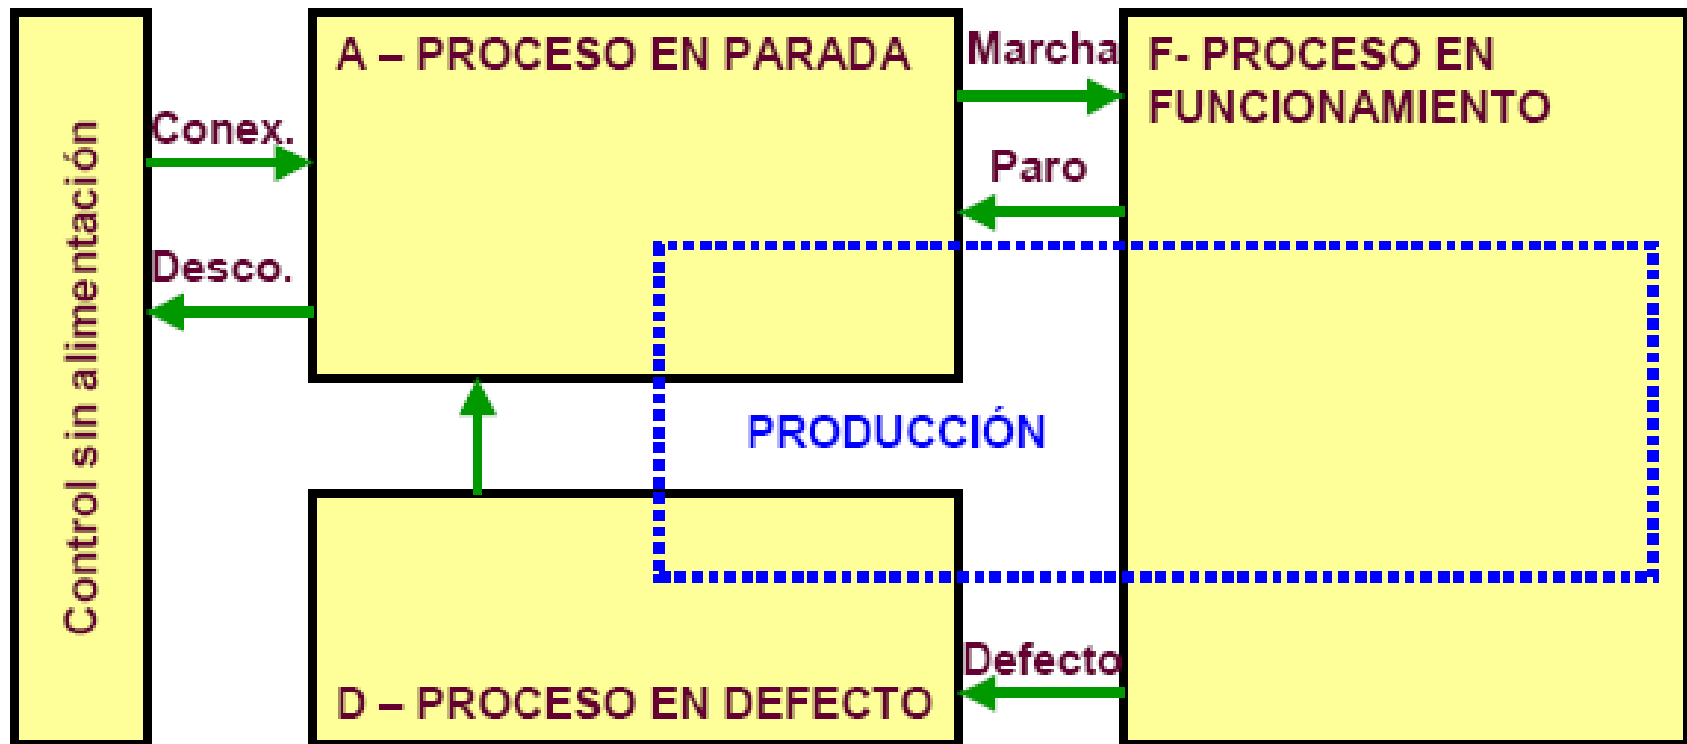 Control sin alimentación
Conex.
Desco.
A – PROCESO EN PARADA
Marcha
Paro
F- PROCESO EN
FUNCIONAMIENTO
PRODUCCIÓN
Defecto
D – PROCESO EN DEFECTO